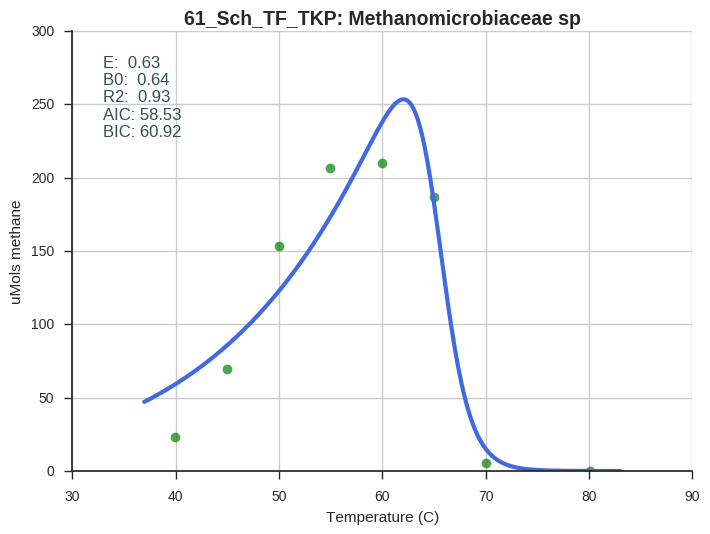 61_Sch_TF_TKP: Methanomicrobiaceae sp
300
E:  0.63
B0:  0.64
R2:  0.93
AIC: 58.53
BIC: 60.92
250
200
150
100
50
0
uMols methane
30 40 50 60 70 80 90
Temperature (C)